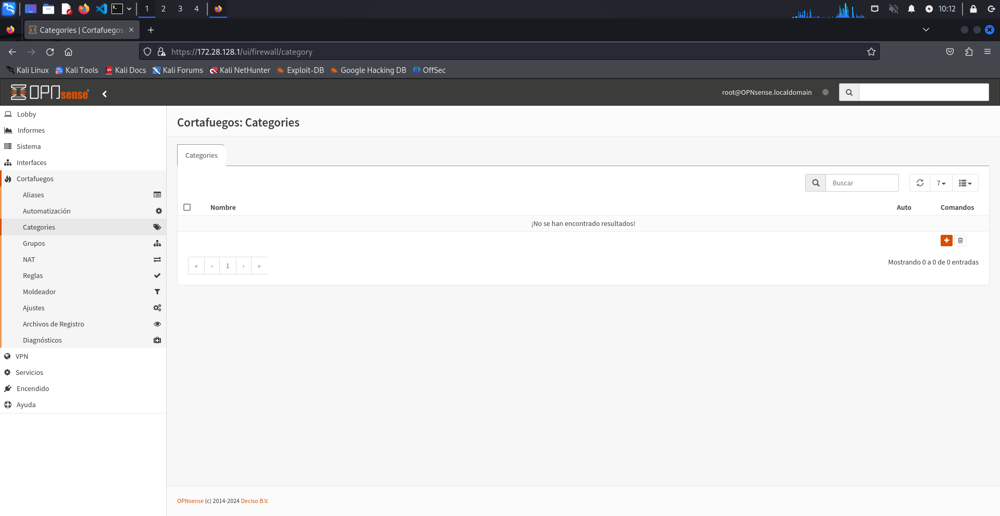 1 2 3 4 10:12
Categories | Cortafuegos
https://172.28.128.1/ui/firewall/category
Kali Linux Kali Tools Kali Docs Kali Forums Kali NetHunter Exploit-DB Google Hacking DB OffSec
OPNsense root@OPNsense.localdomain
Lobby
Informes
Sistema
Interfaces
Cortafuegos
Aliases
Automatización
Categories
Grupos
NAT
Reglas
Moldeador
Ajustes
Archivos de Registro
Diagnósticos
VPN
Servicios
Encendido
Ayuda
Cortafuegos: Categories
Categories
Buscar 7
Nombre Auto Comandos
¡No se han encontrado resultados!
« ‹ 1 › »
Mostrando 0 a 0 de 0 entradas
OPNsense (c) 2014-2024 Deciso B.V.